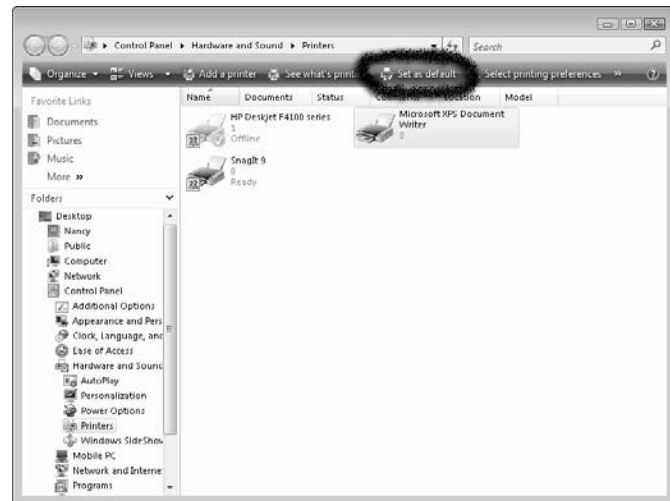 Control Panel ▸ Hardware and Sound ▸ Printers
Search
Organize
Views
Add a printer
See what's print
Set as default
Select printing preferences
»
Favorite Links
Documents
Pictures
Music
More »
Folders
Desktop
Nancy
Public
Computer
Network
Control Panel
Additional Options
Appearance and Pers
Clock, Language, and
Ease of Access
Hardware and Sound
AutoPlay
Personalization
Power Options
Printers
Windows SideShow
Mobile PC
Network and Interne
Programs
Name Documents Status Comments Location Model
HP Deskjet F4100 series
1
Offline
Microsoft XPS Document
Writer
0
SnagIt 9
0
Ready